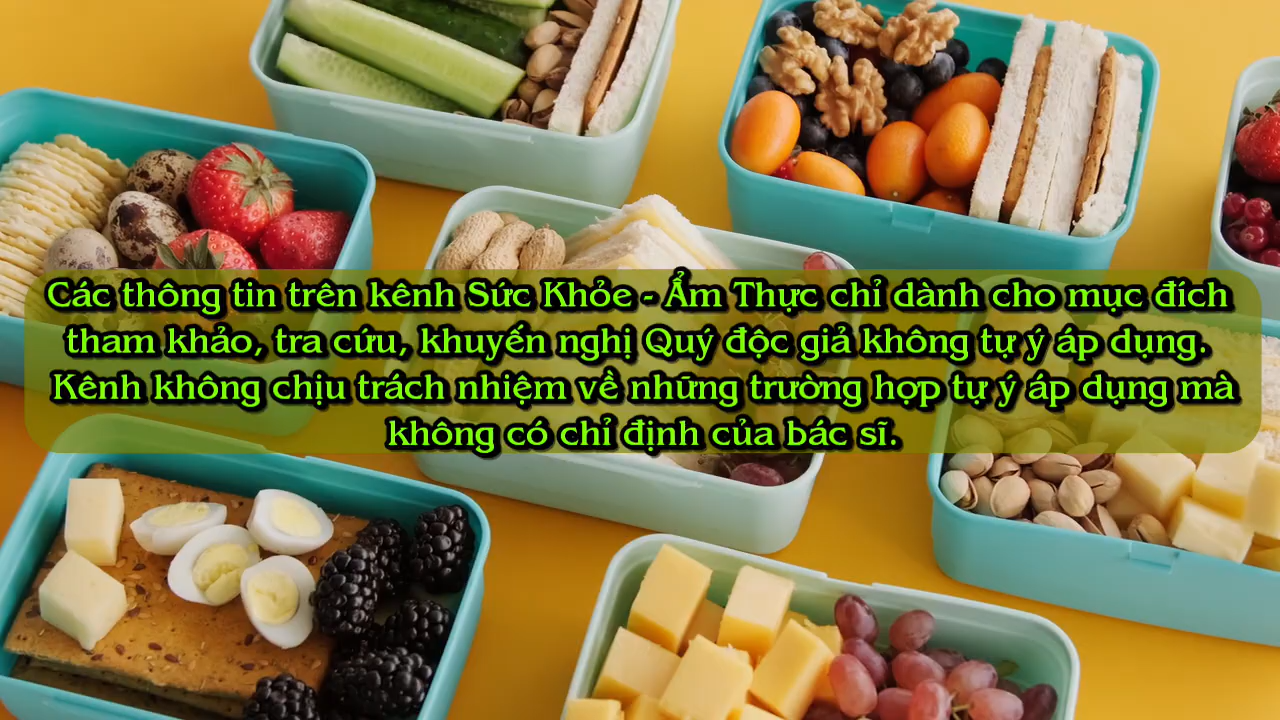 Các thông tin trên kênh Sức Khỏe - Ẩm Thực chỉ dành cho mục đích
tham khảo, tra cứu, khuyến nghị Quý độc giả không tự ý áp dụng.
Kênh không chịu trách nhiệm về những trường hợp tự ý áp dụng mà
không có chỉ định của bác sĩ.